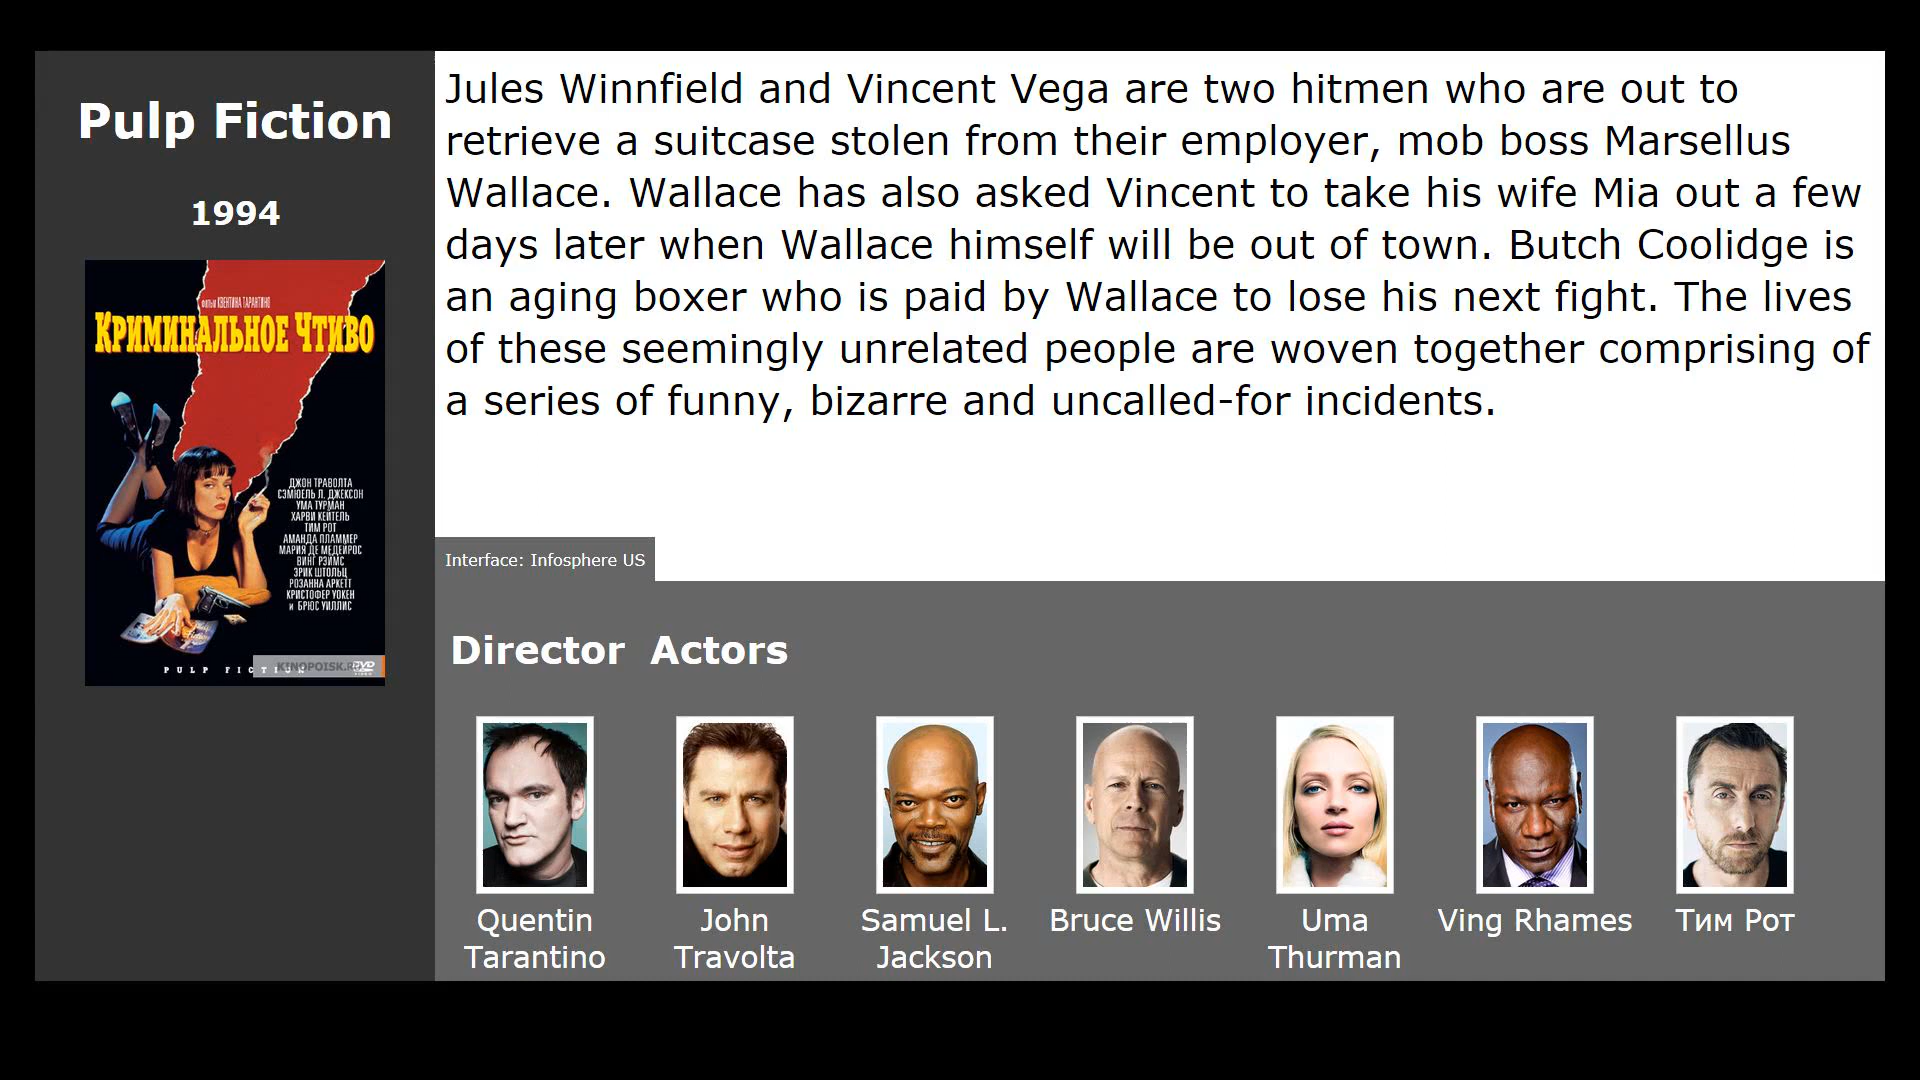 Pulp Fiction
1994
фильм КВЕНТИНА ТАРАНТИНО
КРИМИНАЛЬНОЕ ЧТИВО
ДЖОН ТРАВОЛТА
СЭМЮЕЛЬ Л. ДЖЕКСОН
УМА ТУРМАН
ХАРВИ КЕЙТЕЛЬ
ТИМ РОТ
АМАНДА ПЛАММЕР
МАРИЯ ДЕ МЕДЕЙРОС
ВИНГ РЭЙМС
ЭРИК ШТОЛЬЦ
РОЗАННА АРКЕТТ
КРИСТОФЕР УОКЕН
и БРЮС УИЛЛИС
PULP FICTION
DVD
VIDEO
Jules Winnfield and Vincent Vega are two hitmen who are out to
retrieve a suitcase stolen from their employer, mob boss Marsellus
Wallace. Wallace has also asked Vincent to take his wife Mia out a few
days later when Wallace himself will be out of town. Butch Coolidge is
an aging boxer who is paid by Wallace to lose his next fight. The lives
of these seemingly unrelated people are woven together comprising of
a series of funny, bizarre and uncalled-for incidents.
Interface: Infosphere US
Director Actors
Quentin
Tarantino
John
Travolta
Samuel L.
Jackson
Bruce Willis
Uma
Thurman
Ving Rhames
Тим Рот